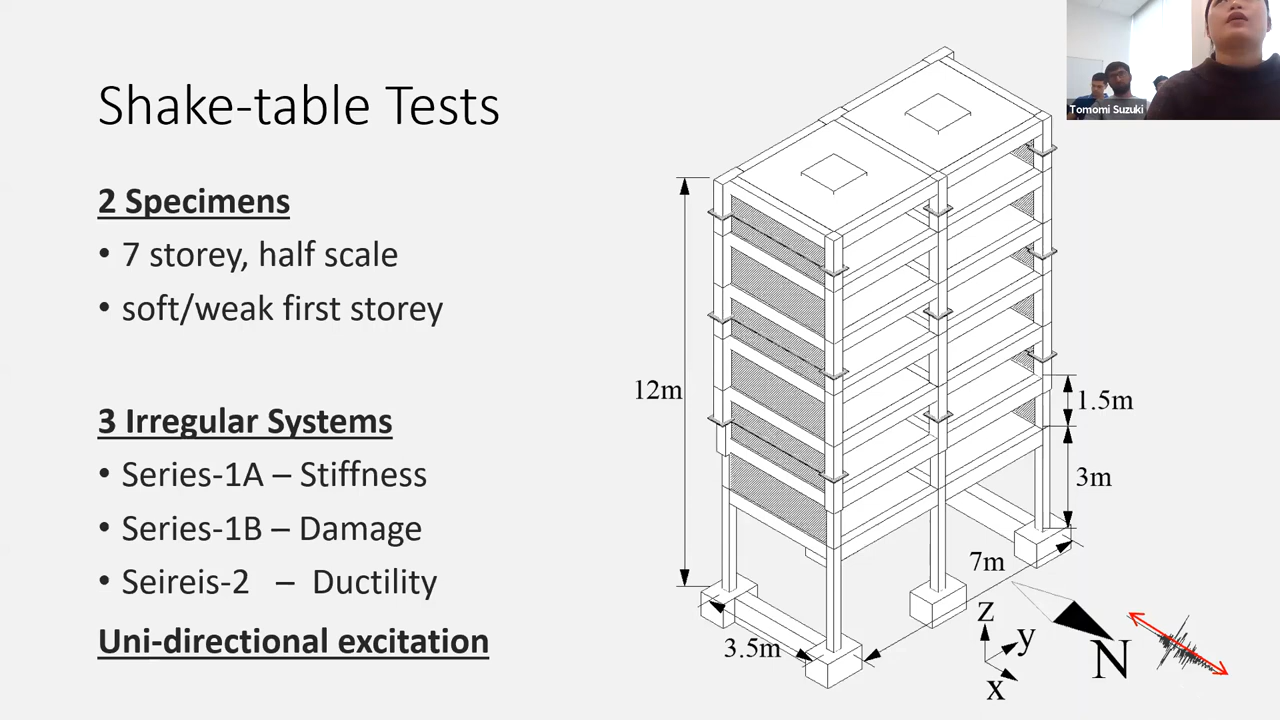 Shake-table Tests
2 Specimens
• 7 storey, half scale
• soft/weak first storey
3 Irregular Systems
• Series-1A – Stiffness
• Series-1B – Damage
• Seireis-2 – Ductility
Uni-directional excitation
12m
1.5m
3m
7m
3.5m
z
y
x
N
Tomomi Suzuki